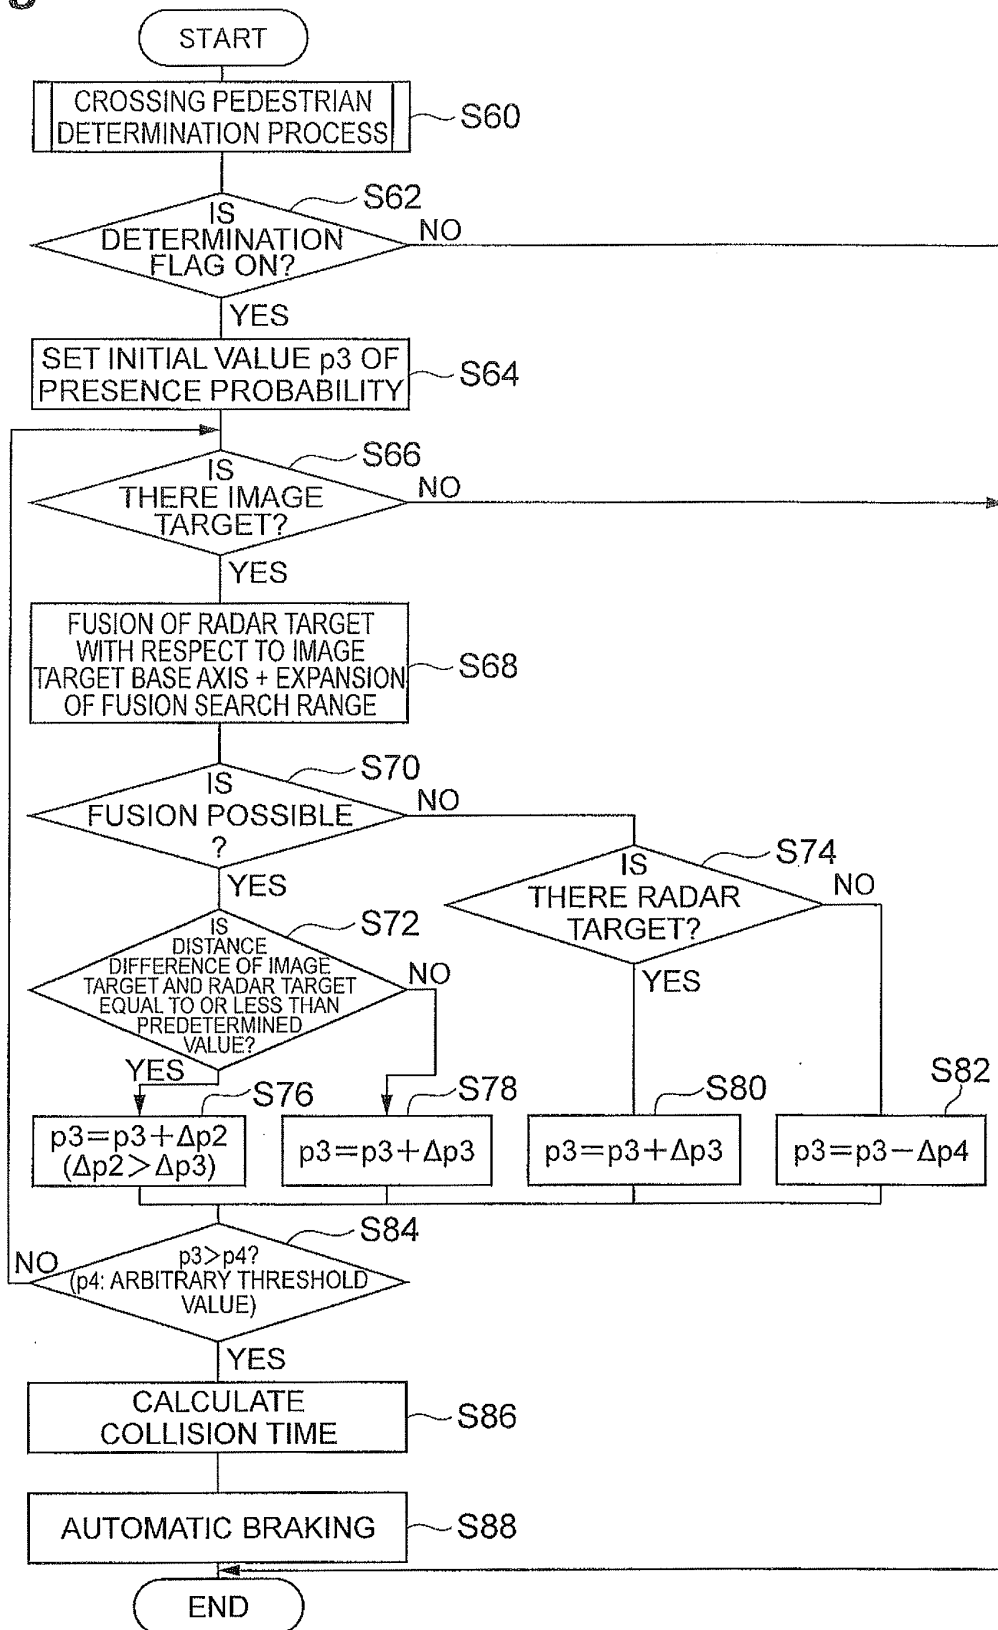 START
CROSSING PEDESTRIAN
DETERMINATION PROCESS
S60
S62
IS
DETERMINATION
FLAG ON?
NO
YES
SET INITIAL VALUE p3 OF
PRESENCE PROBABILITY
S64
S66
IS
THERE IMAGE
TARGET?
NO
YES
FUSION OF RADAR TARGET
WITH RESPECT TO IMAGE
TARGET BASE AXIS + EXPANSION
OF FUSION SEARCH RANGE
S68
S70
IS
FUSION POSSIBLE
?
NO
YES
S74
IS
THERE RADAR
TARGET?
NO
YES
S72
IS
DISTANCE
DIFFERENCE OF IMAGE
TARGET AND RADAR TARGET
EQUAL TO OR LESS THAN
PREDETERMINED
VALUE?
NO
YES
S76
p3=p3+Δp2
(Δp2>Δp3)
S78
p3=p3+Δp3
S80
p3=p3+Δp3
S82
p3=p3−Δp4
S84
p3>p4?
(p4: ARBITRARY THRESHOLD
VALUE)
NO
YES
CALCULATE
COLLISION TIME
S86
AUTOMATIC BRAKING
S88
END